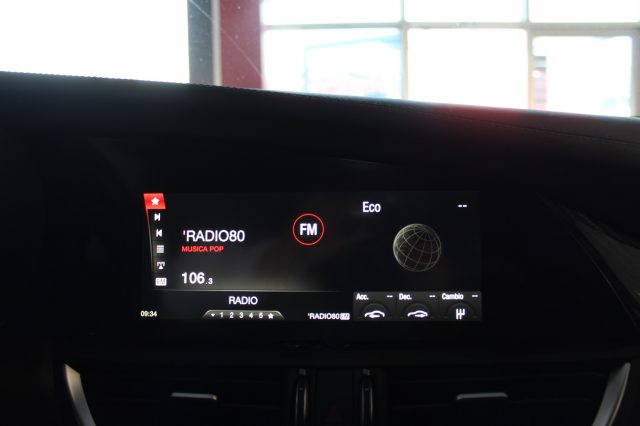 Eco --
'RADIO80
FM
MUSICA POP
106.3
RADIO
Acc. -- Dec. -- Cambio --
09:34
1 2 3 4 5
'RADIO80 FM